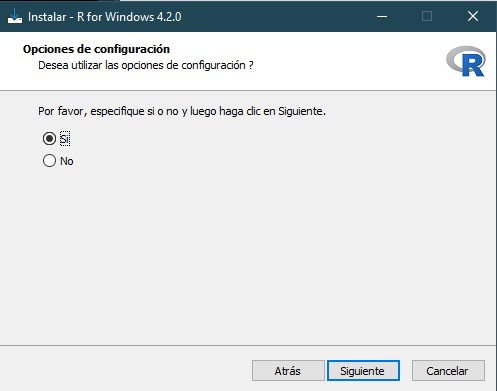 Instalar - R for Windows 4.2.0
Opciones de configuración
Desea utilizar las opciones de configuración ?
R
Por favor, especifique si o no y luego haga clic en Siguiente.
Si
No
Atrás Siguiente Cancelar